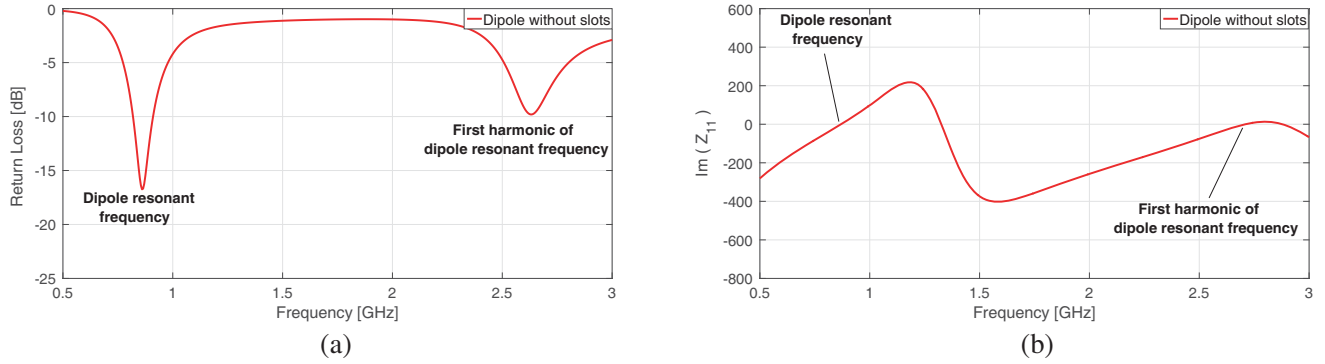 Dipole without slots
0
-5
-10
-15
-20
-25
Return Loss [dB]
Dipole resonant
frequency
First harmonic of
dipole resonant frequency
0.5
1
1.5
2
2.5
3
Frequency [GHz]
(a)
Dipole without slots
600
400
200
0
-200
-400
-600
-800
Im ( Z11 )
Dipole resonant
frequency
First harmonic of
dipole resonant frequency
0.5
1
1.5
2
2.5
3
Frequency [GHz]
(b)